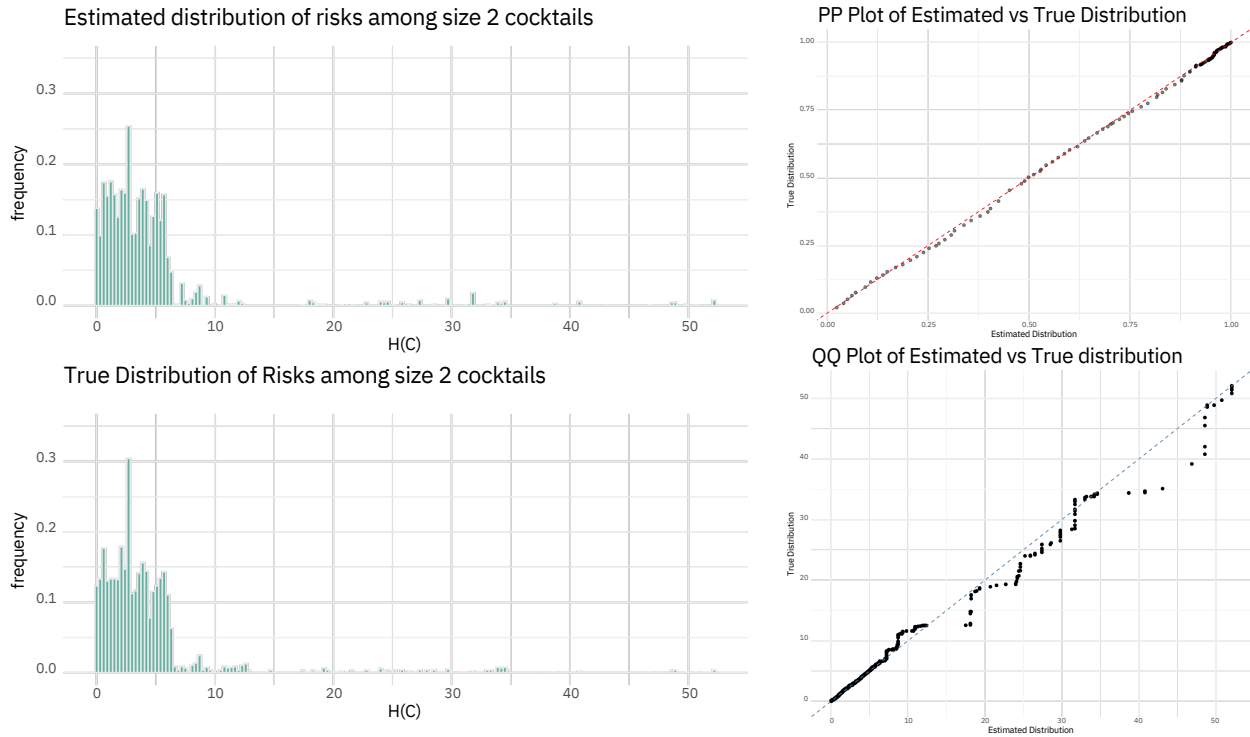 Estimated distribution of risks among size 2 cocktails
frequency
0.3
0.2
0.1
0.0
0 10 20 30 40 50
H(C)
True Distribution of Risks among size 2 cocktails
frequency
0.3
0.2
0.1
0.0
0 10 20 30 40 50
H(C)
PP Plot of Estimated vs True Distribution
True Distribution
1.00
0.75
0.50
0.25
0.00
0.00 0.25 0.50 0.75 1.00
Estimated Distribution
QQ Plot of Estimated vs True distribution
True Distribution
50
40
30
20
10
0
0 10 20 30 40 50
Estimated Distribution